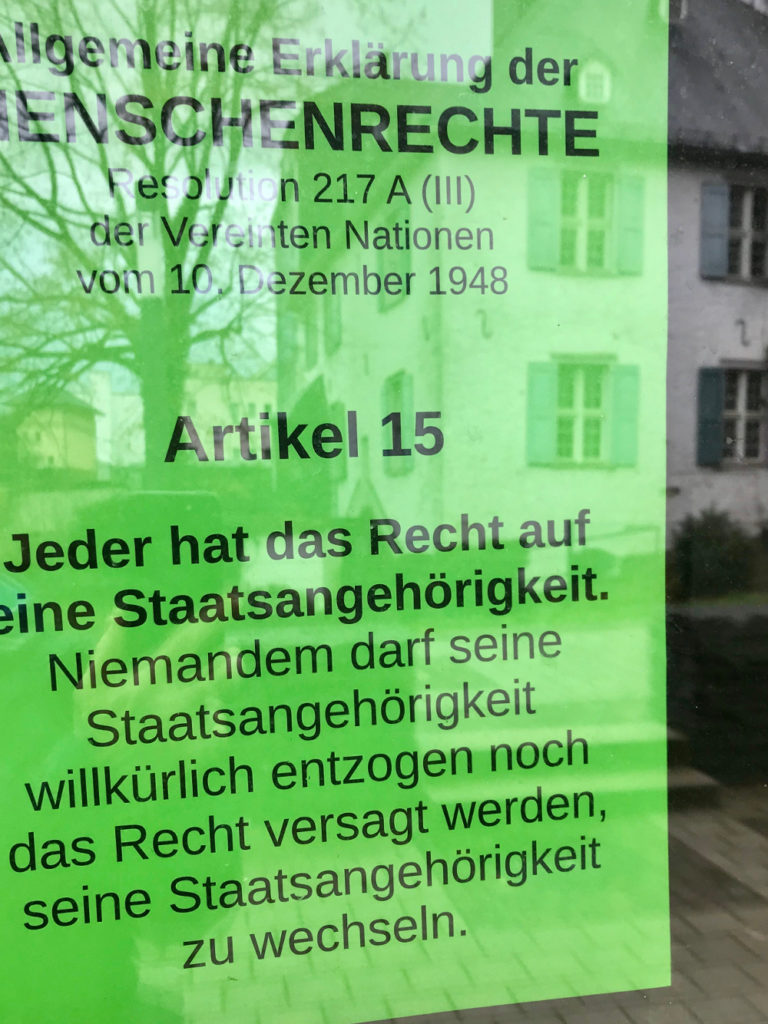 Allgemeine Erklärung der
MENSCHENRECHTE
Resolution 217 A (III)
der Vereinten Nationen
vom 10. Dezember 1948
Artikel 15
Jeder hat das Recht auf
eine Staatsangehörigkeit.
Niemandem darf seine
Staatsangehörigkeit
willkürlich entzogen noch
das Recht versagt werden,
seine Staatsangehörigkeit
zu wechseln.